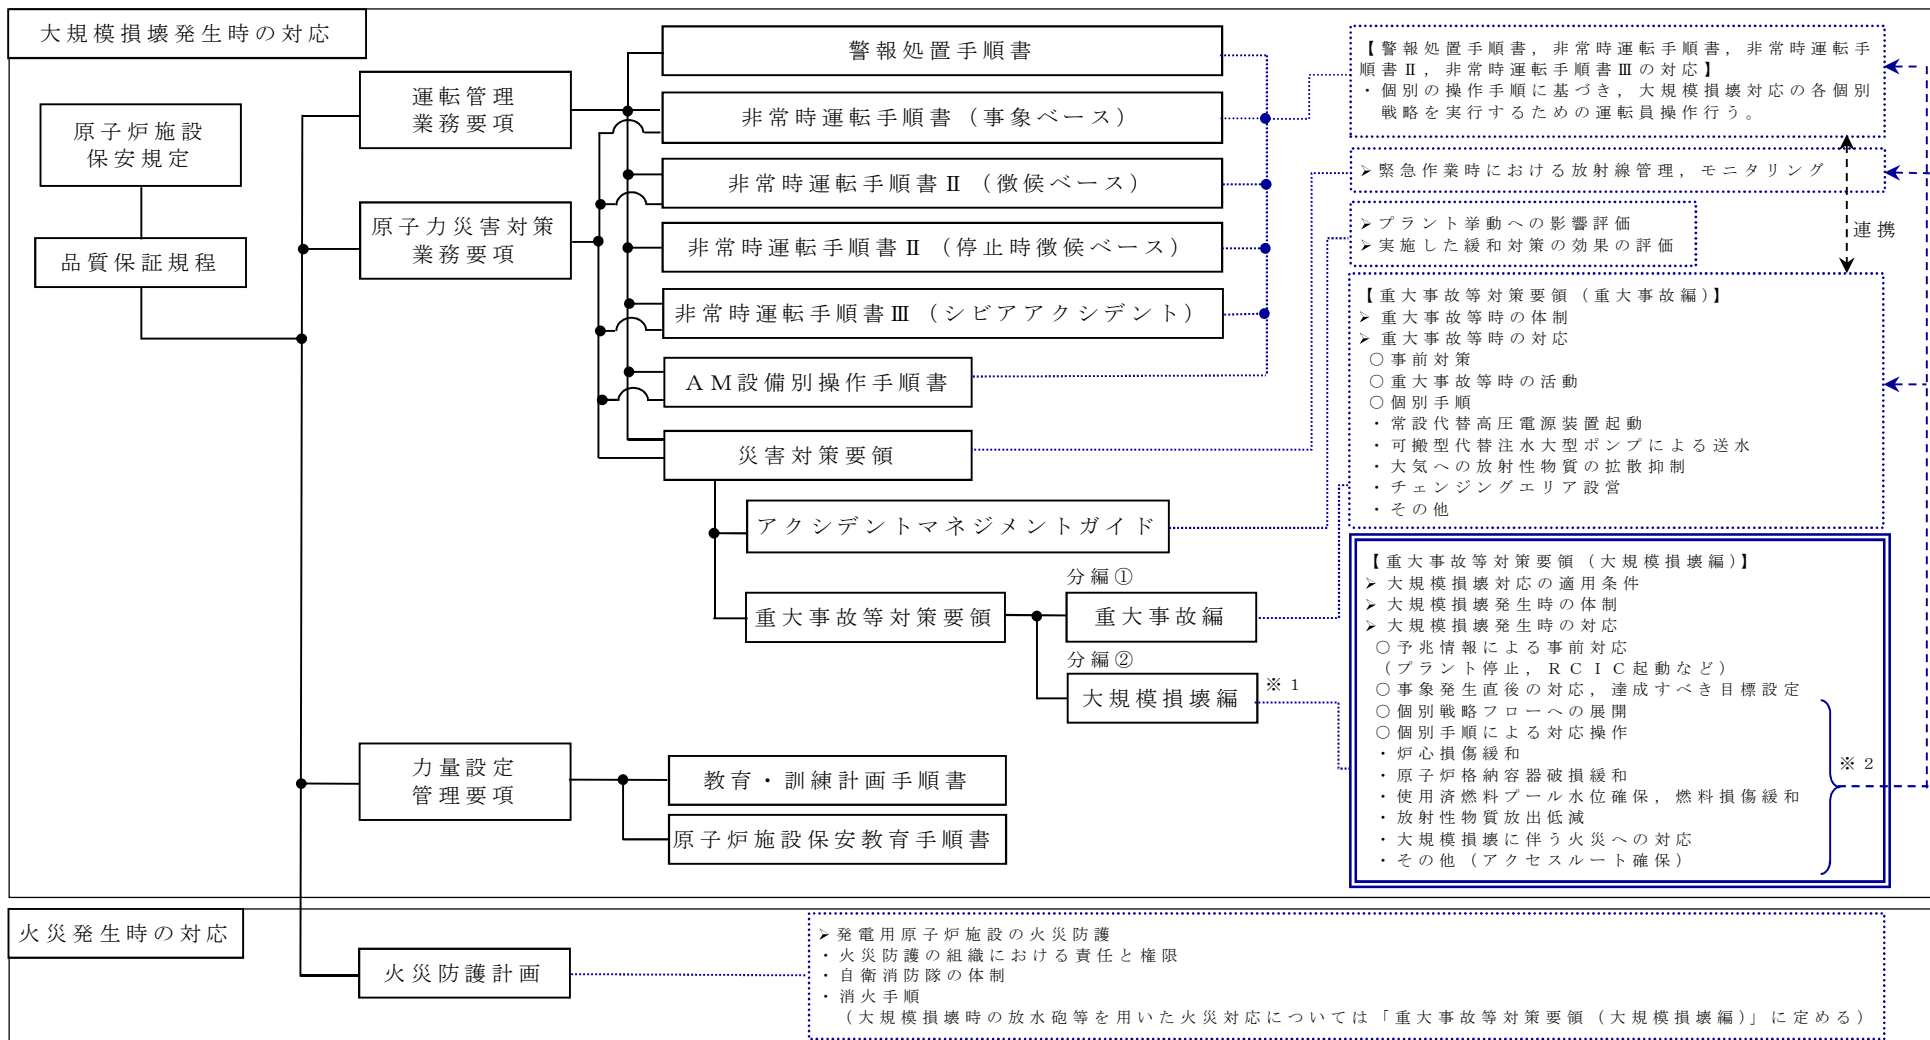 大規模損壊発生時の対応
原子炉施設
保安規定
品質保証規程
運転管理
業務要項
原子力災害対策
業務要項
警報処置手順書
非常時運転手順書（事象ベース）
非常時運転手順書Ⅱ（徴候ベース）
非常時運転手順書Ⅱ（停止時徴候ベース）
非常時運転手順書Ⅲ（シビアアクシデント）
ＡＭ設備別操作手順書
災害対策要領
アクシデントマネジメントガイド
重大事故等対策要領
分編①
重大事故編
分編②
大規模損壊編
※１
力量設定
管理要項
教育・訓練計画手順書
原子炉施設保安教育手順書
【警報処置手順書，非常時運転手順書，非常時運転手
順書Ⅱ，非常時運転手順書Ⅲの対応】
・個別の操作手順に基づき，大規模損壊対応の各個別
戦略を実行するための運転員操作行う。
➢緊急作業時における放射線管理，モニタリング
➢プラント挙動への影響評価
➢実施した緩和対策の効果の評価
連携
【重大事故等対策要領（重大事故編）】
➢ 重大事故等時の体制
➢ 重大事故等時の対応
○事前対策
○重大事故等時の活動
○個別手順
・常設代替高圧電源装置起動
・可搬型代替注水大型ポンプによる送水
・大気への放射性物質の拡散抑制
・チェンジングエリア設営
・その他
【重大事故等対策要領（大規模損壊編）】
➢ 大規模損壊対応の適用条件
➢ 大規模損壊発生時の体制
➢ 大規模損壊発生時の対応
○予兆情報による事前対応
（プラント停止，ＲＣＩＣ起動など）
○事象発生直後の対応，達成すべき目標設定
○個別戦略フローへの展開
○個別手順による対応操作
・炉心損傷緩和
・原子炉格納容器破損緩和
・使用済燃料プール水位確保，燃料損傷緩和
・放射性物質放出低減
・大規模損壊に伴う火災への対応
・その他（アクセスルート確保）
※２
火災発生時の対応
火災防護計画
➢発電用原子炉施設の火災防護
・火災防護の組織における責任と権限
・自衛消防隊の体制
・消火手順
（大規模損壊時の放水砲等を用いた火災対応については「重大事故等対策要領（大規模損壊編）」に定める）